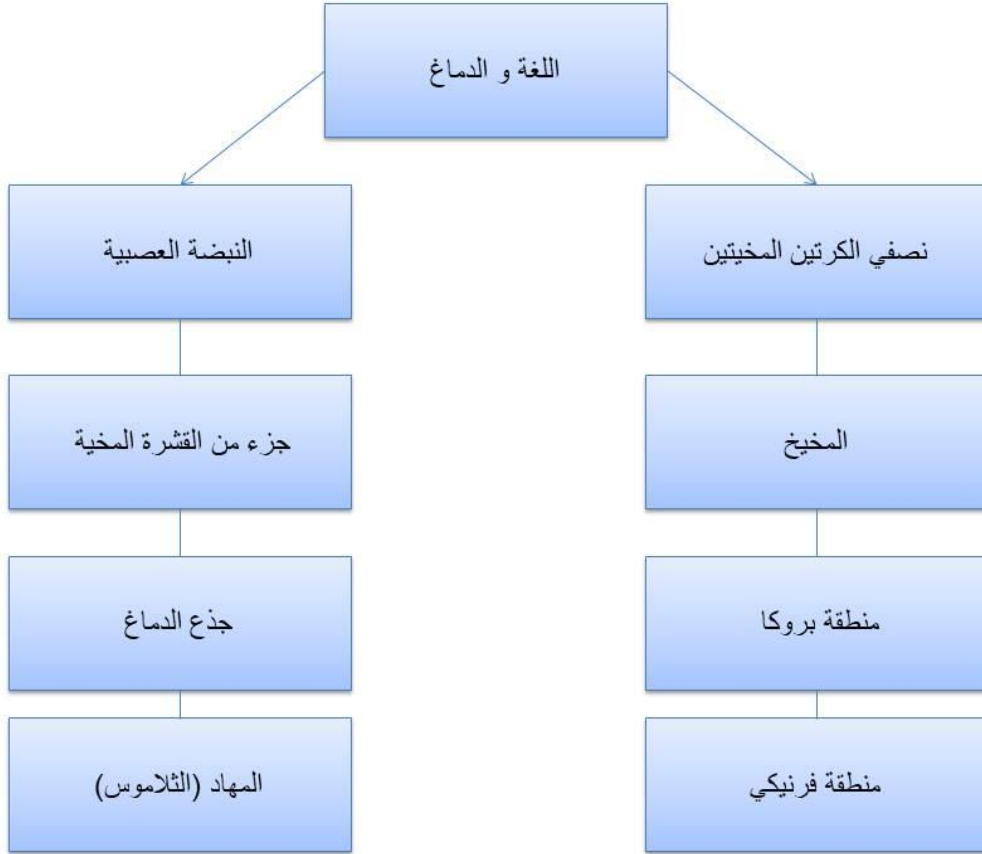 اللغة و الدماغ
نصفي الكرتين المخيتين
النبضة العصبية
المخيخ
جزء من القشرة المخية
منطقة بروكا
جذع الدماغ
منطقة فرنيكي
المهاد (الثلاموس)